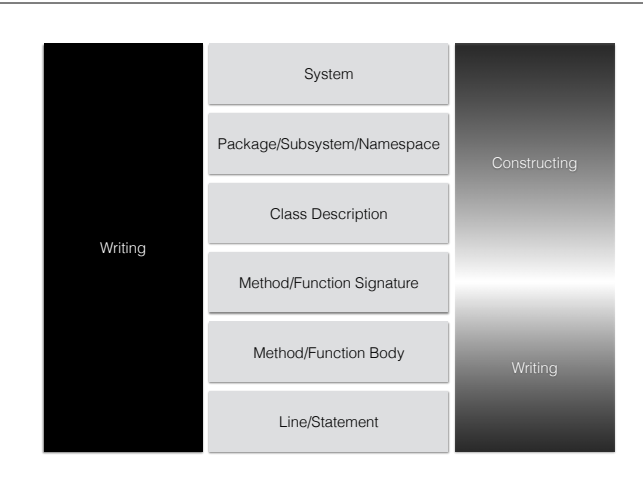 Writing
System
Package/Subsystem/Namespace
Class Description
Method/Function Signature
Method/Function Body
Line/Statement
Constructing
Writing